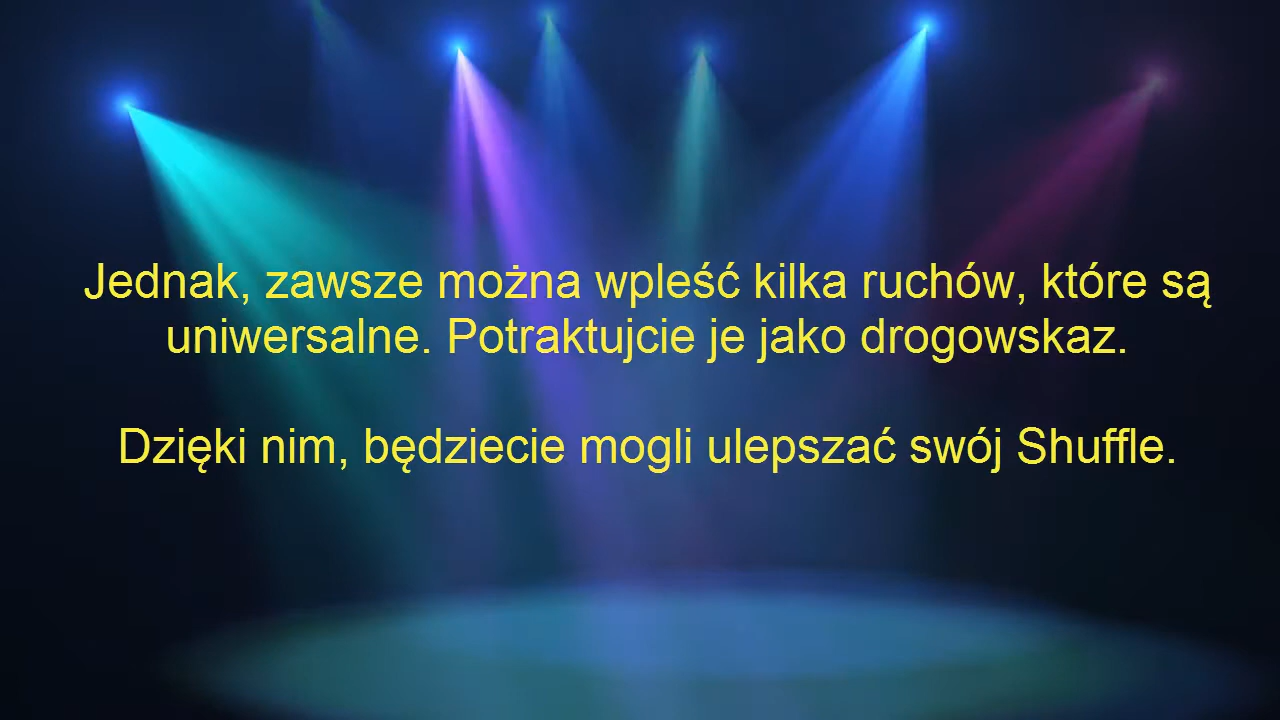 Jednak, zawsze można wpleść kilka ruchów, które są
uniwersalne. Potraktujcie je jako drogowskaz.
Dzięki nim, będziecie mogli ulepszać swój Shuffle.